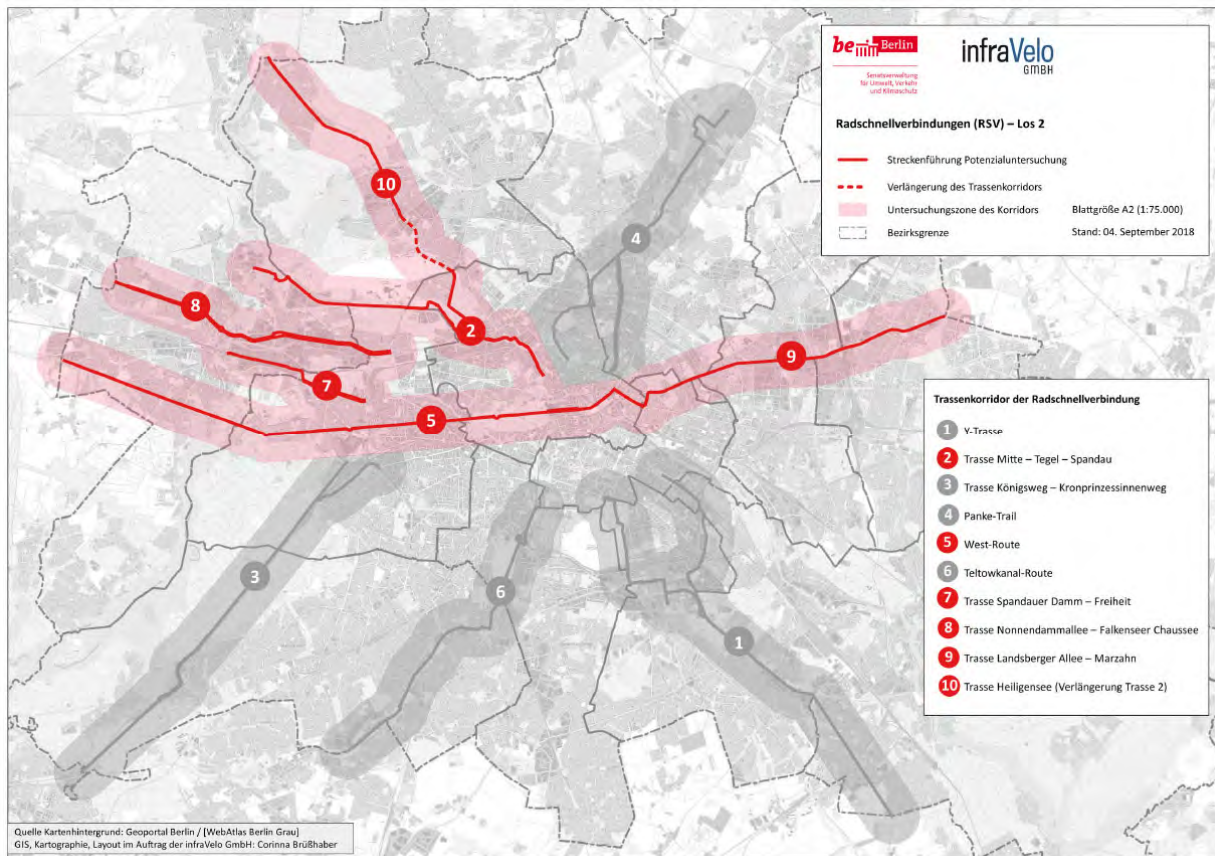 be Berlin
Senatsverwaltung
für Umwelt, Verkehr
und Klimaschutz
infraVelo
GMBH
Radschnellverbindungen (RSV) – Los 2
Streckenführung Potenzialuntersuchung
Verlängerung des Trassenkorridors
Untersuchungszone des Korridors Blattgröße A2 (1:75.000)
Bezirksgrenze Stand: 04. September 2018
10
4
8
2
9
7
5
3
6
1
Trassenkorridor der Radschnellverbindung
1 Y-Trasse
2 Trasse Mitte – Tegel – Spandau
3 Trasse Königsweg – Kronprinzessinnenweg
4 Panke-Trail
5 West-Route
6 Teltowkanal-Route
7 Trasse Spandauer Damm – Freiheit
8 Trasse Nonnendammallee – Falkenseer Chaussee
9 Trasse Landsberger Allee – Marzahn
10 Trasse Heiligensee (Verlängerung Trasse 2)
Quelle Kartenhintergrund: Geoportal Berlin / [WebAtlas Berlin Grau]
GIS, Kartographie, Layout im Auftrag der infraVelo GmbH: Corinna Brüßhaber